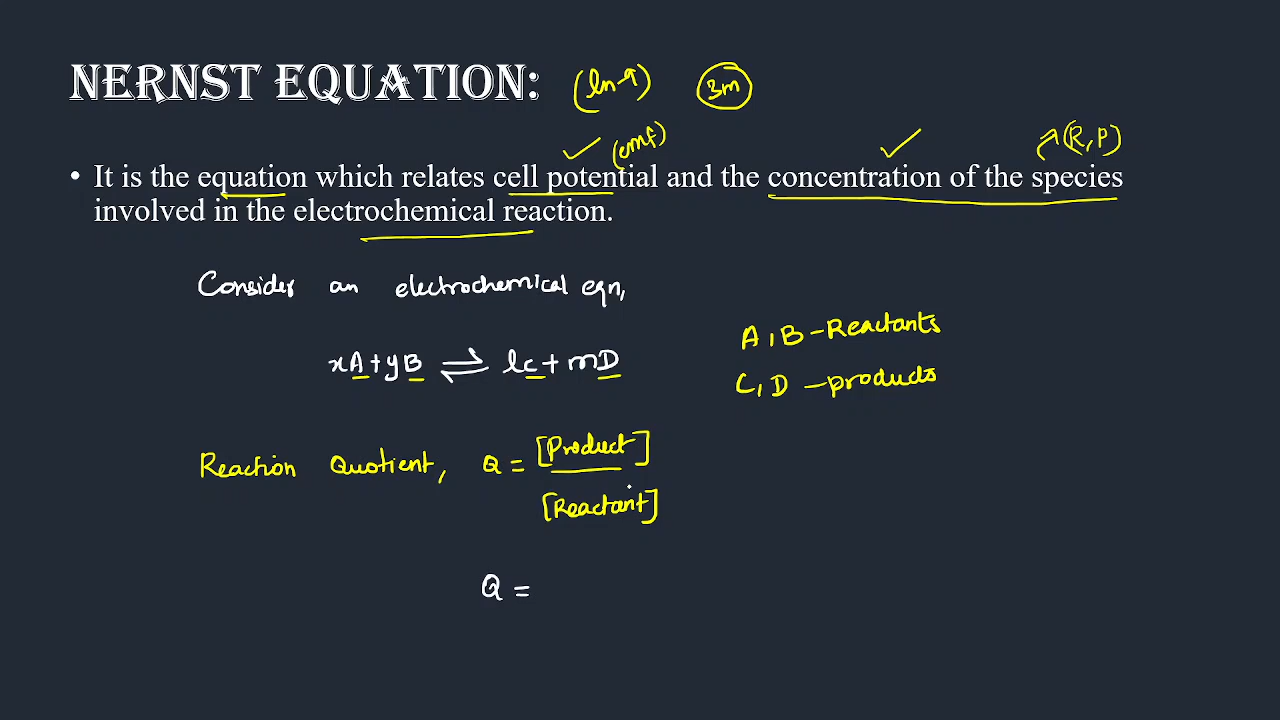 NERNST EQUATION: (ln-9) 3m
(emf) (R, P)
• It is the equation which relates cell potential and the concentration of the species
involved in the electrochemical reaction.
Consider an electrochemical eqn,
A, B - Reactants
xA + yB ⇌ lC + mD
C, D - products
Reaction Quotient, Q = [Product]
[Reactant]
Q =